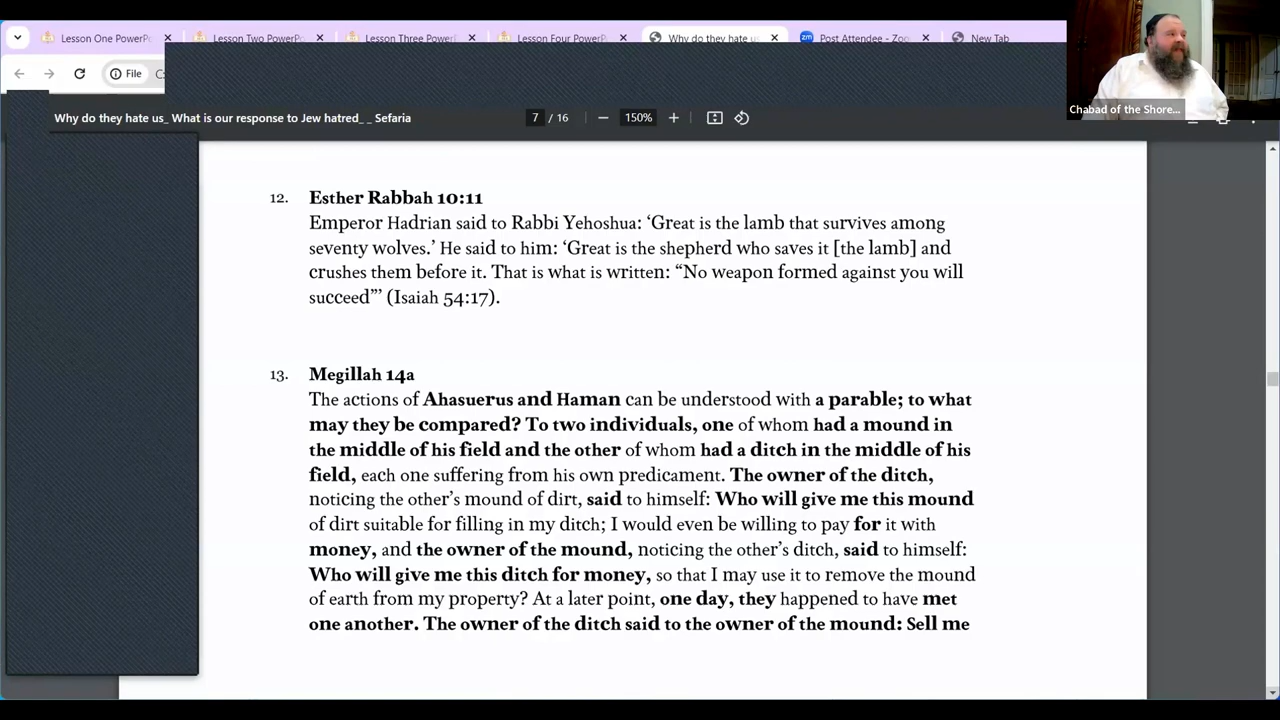 Lesson One PowerP
Lesson Two PowerPo
Lesson Three PowerP
Lesson Four PowerP
Why do they hate us
Post Attendee - Zoo
New Tab
File
Why do they hate us_ What is our response to Jew hatred_ _ Sefaria
7 / 16
150%
Chabad of the Shore...
12. Esther Rabbah 10:11
Emperor Hadrian said to Rabbi Yehoshua: ‘Great is the lamb that survives among
seventy wolves.’ He said to him: ‘Great is the shepherd who saves it [the lamb] and
crushes them before it. That is what is written: “No weapon formed against you will
succeed”’ (Isaiah 54:17).
13. Megillah 14a
The actions of Ahasuerus and Haman can be understood with a parable; to what
may they be compared? To two individuals, one of whom had a mound in
the middle of his field and the other of whom had a ditch in the middle of his
field, each one suffering from his own predicament. The owner of the ditch,
noticing the other’s mound of dirt, said to himself: Who will give me this mound
of dirt suitable for filling in my ditch; I would even be willing to pay for it with
money, and the owner of the mound, noticing the other’s ditch, said to himself:
Who will give me this ditch for money, so that I may use it to remove the mound
of earth from my property? At a later point, one day, they happened to have met
one another. The owner of the ditch said to the owner of the mound: Sell me